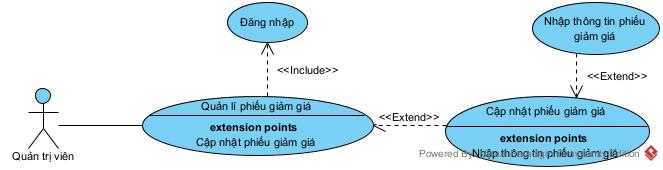 Đăng nhập
Nhập thông tin phiếu
giảm giá
<<Include>>
<<Extend>>
Quản lí phiếu giảm giá
extension points
Cập nhật phiếu giảm giá
<<Extend>>
Cập nhật phiếu giảm giá
extension points
Nhập thông tin phiếu giảm giá
Quản trị viên
Powered By